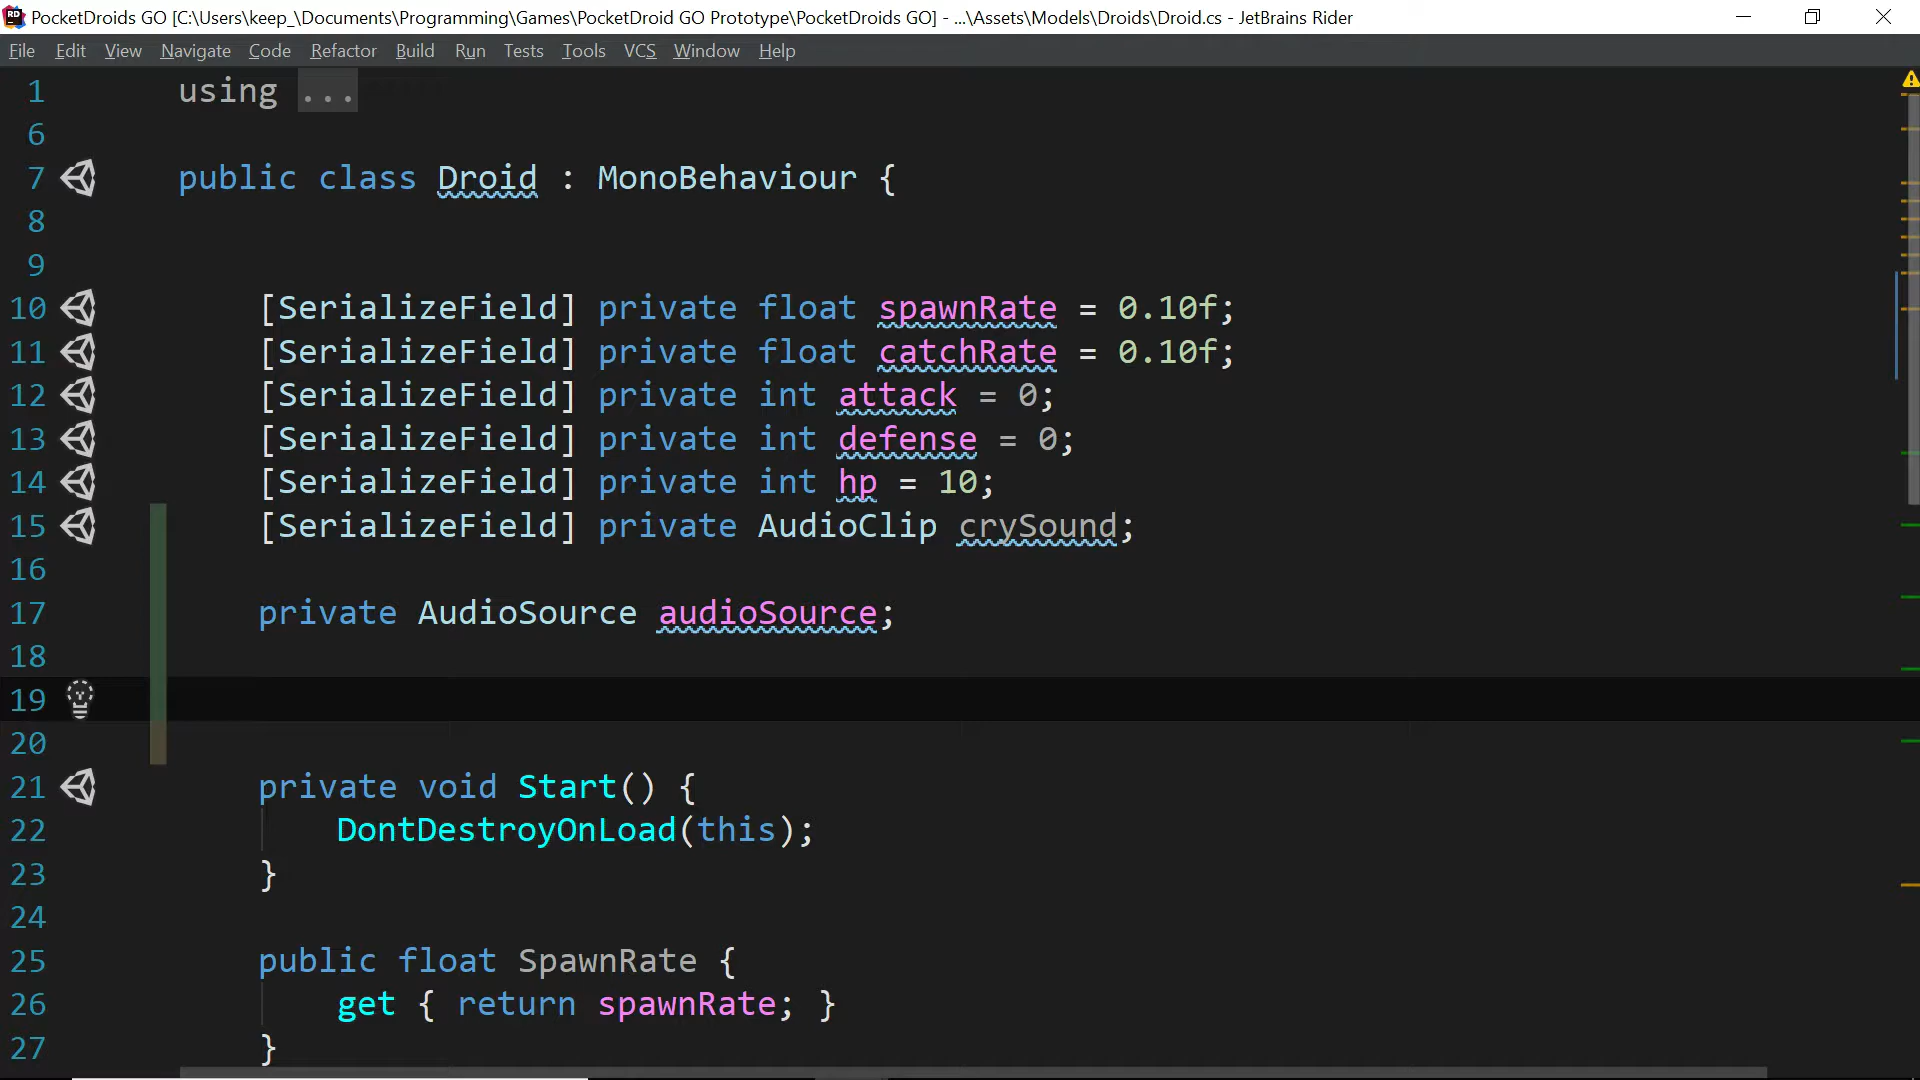 PocketDroids GO [C:\Users\keep_\Documents\Programming\Games\PocketDroid GO Prototype\PocketDroids GO] - ...\Assets\Models\Droids\Droid.cs - JetBrains Rider
File Edit View Navigate Code Refactor Build Run Tests Tools VCS Window Help
1 using ...
6
7 public class Droid : MonoBehaviour {
8
9
10 [SerializeField] private float spawnRate = 0.10f;
11 [SerializeField] private float catchRate = 0.10f;
12 [SerializeField] private int attack = 0;
13 [SerializeField] private int defense = 0;
14 [SerializeField] private int hp = 10;
15 [SerializeField] private AudioClip crySound;
16
17 private AudioSource audioSource;
18
19
20
21 private void Start() {
22 DontDestroyOnLoad(this);
23 }
24
25 public float SpawnRate {
26 get { return spawnRate; }
27 }